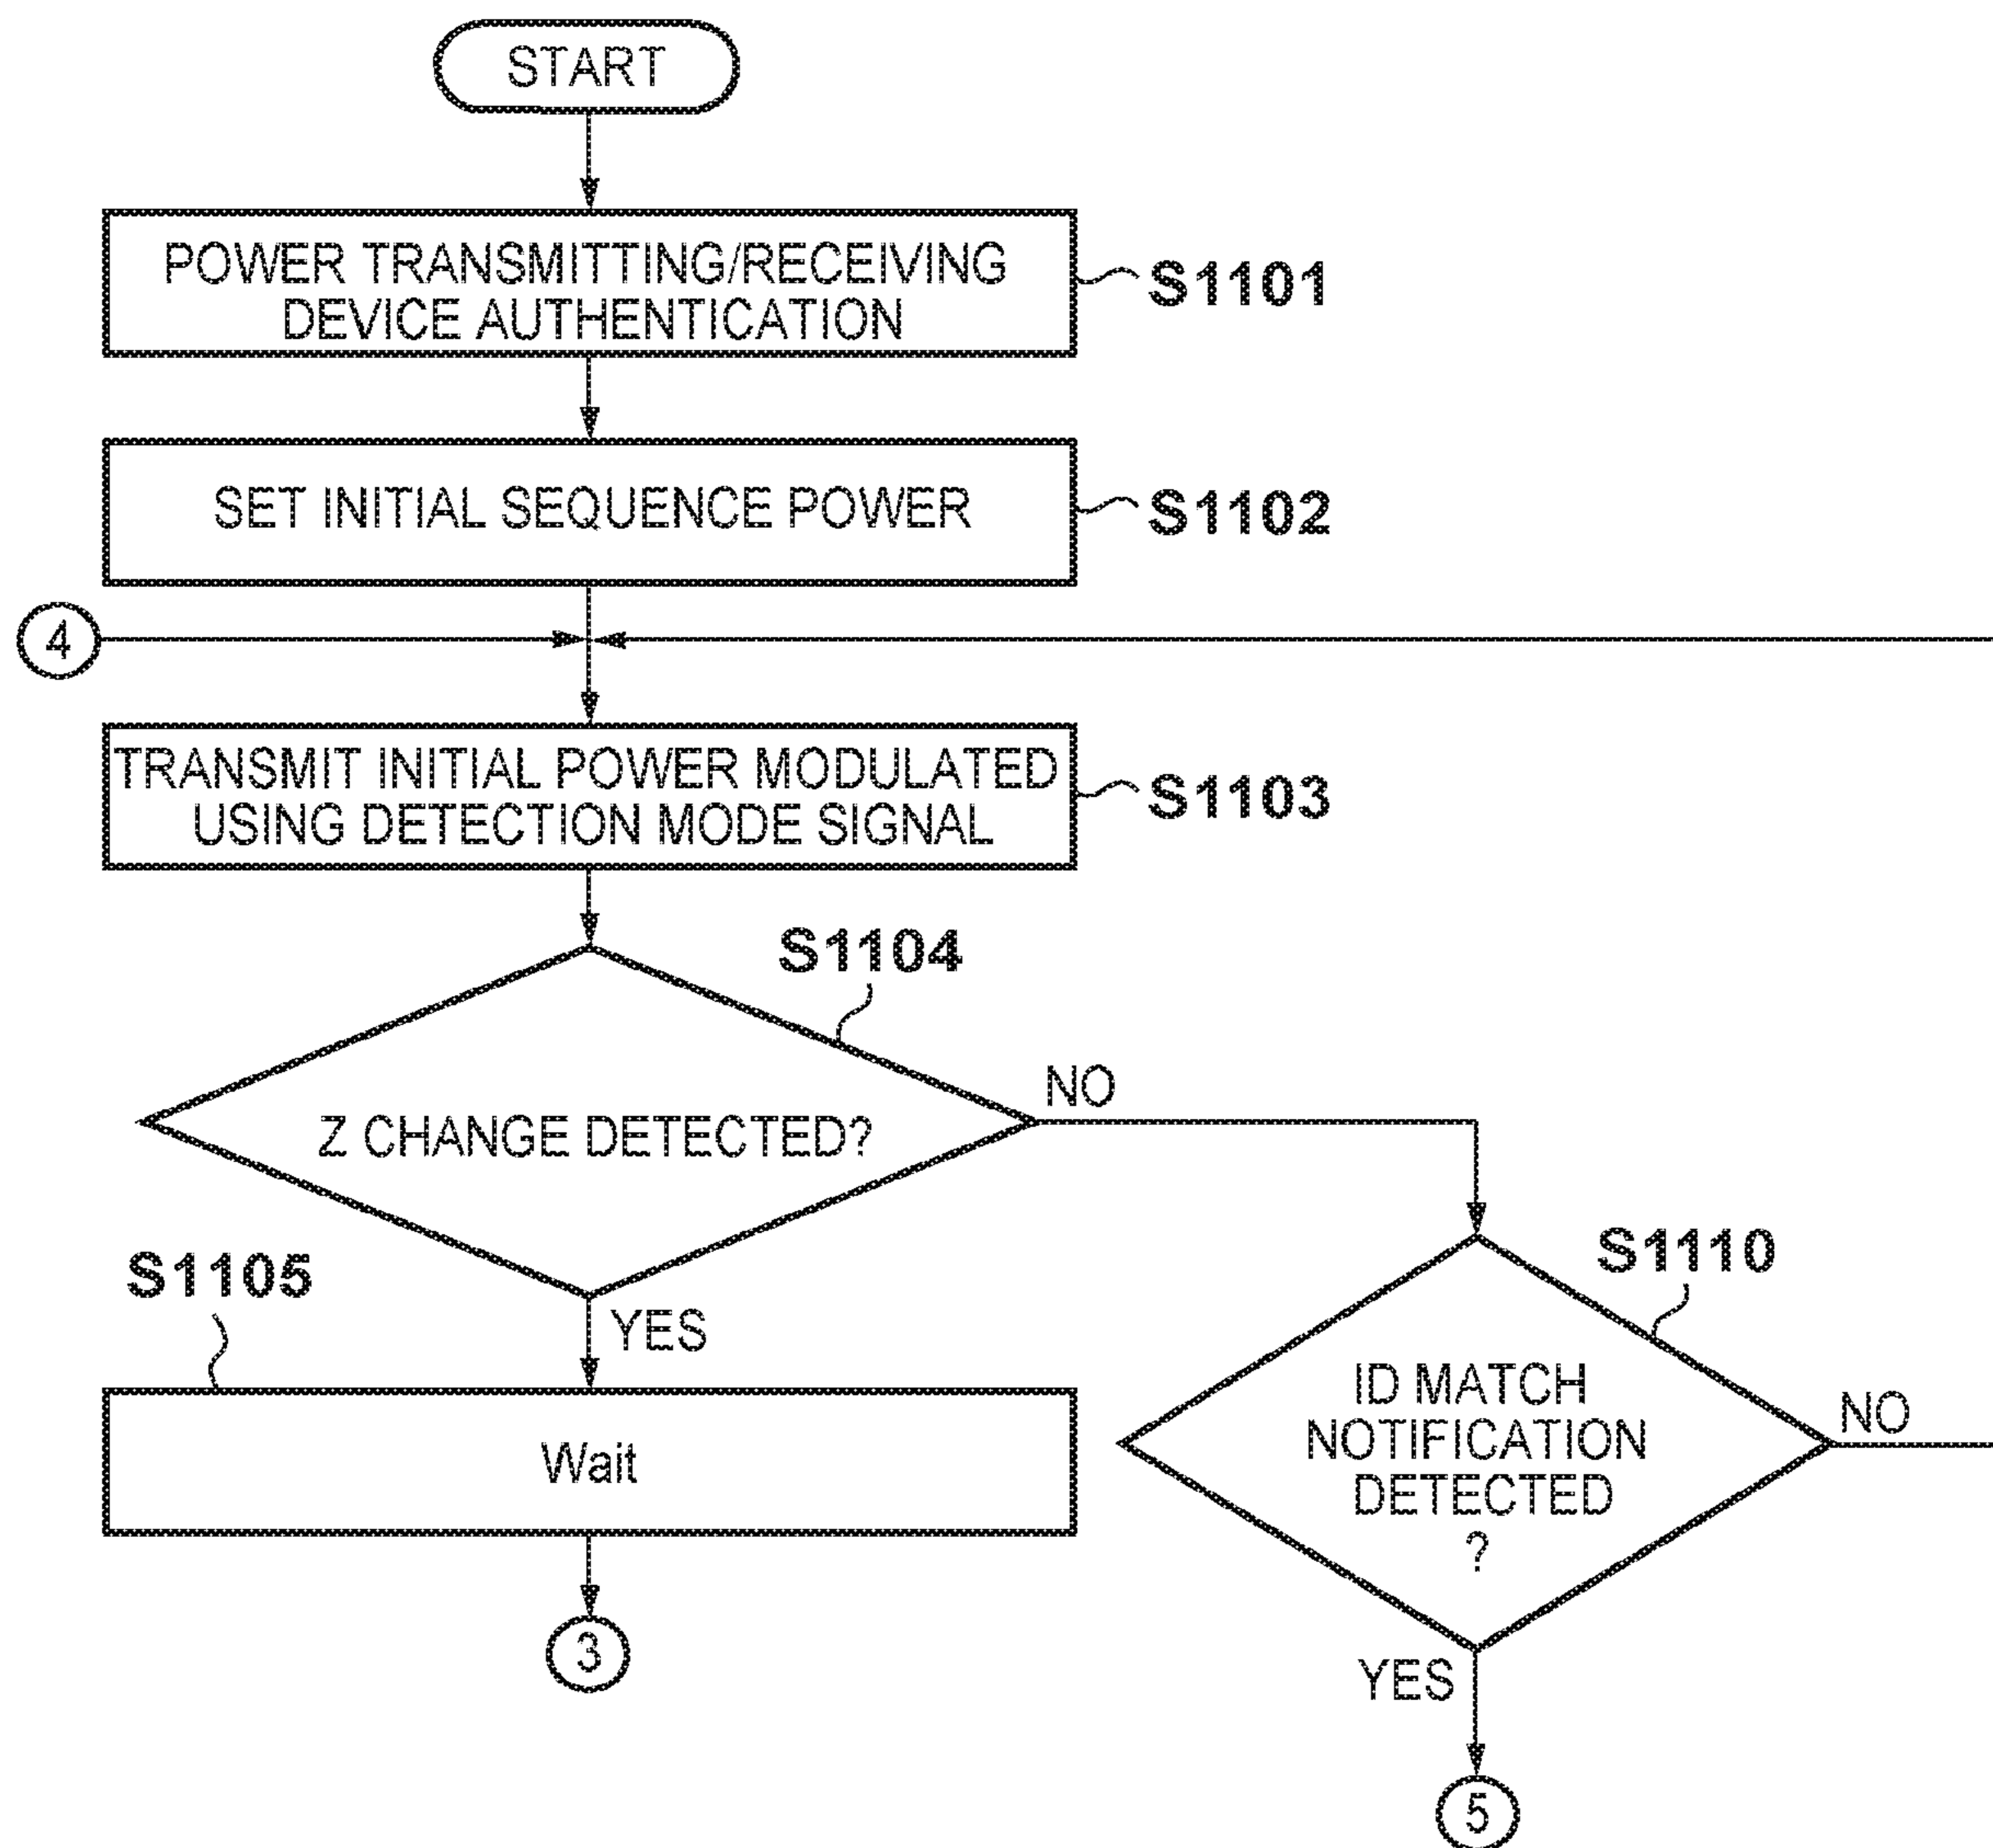 START
POWER TRANSMITTING/RECEIVING
DEVICE AUTHENTICATION
S1101
SET INITIAL SEQUENCE POWER
S1102
4
TRANSMIT INITIAL POWER MODULATED
USING DETECTION MODE SIGNAL
S1103
S1104
Z CHANGE DETECTED?
NO
YES
S1105
Wait
3
S1110
ID MATCH
NOTIFICATION
DETECTED
?
NO
YES
5